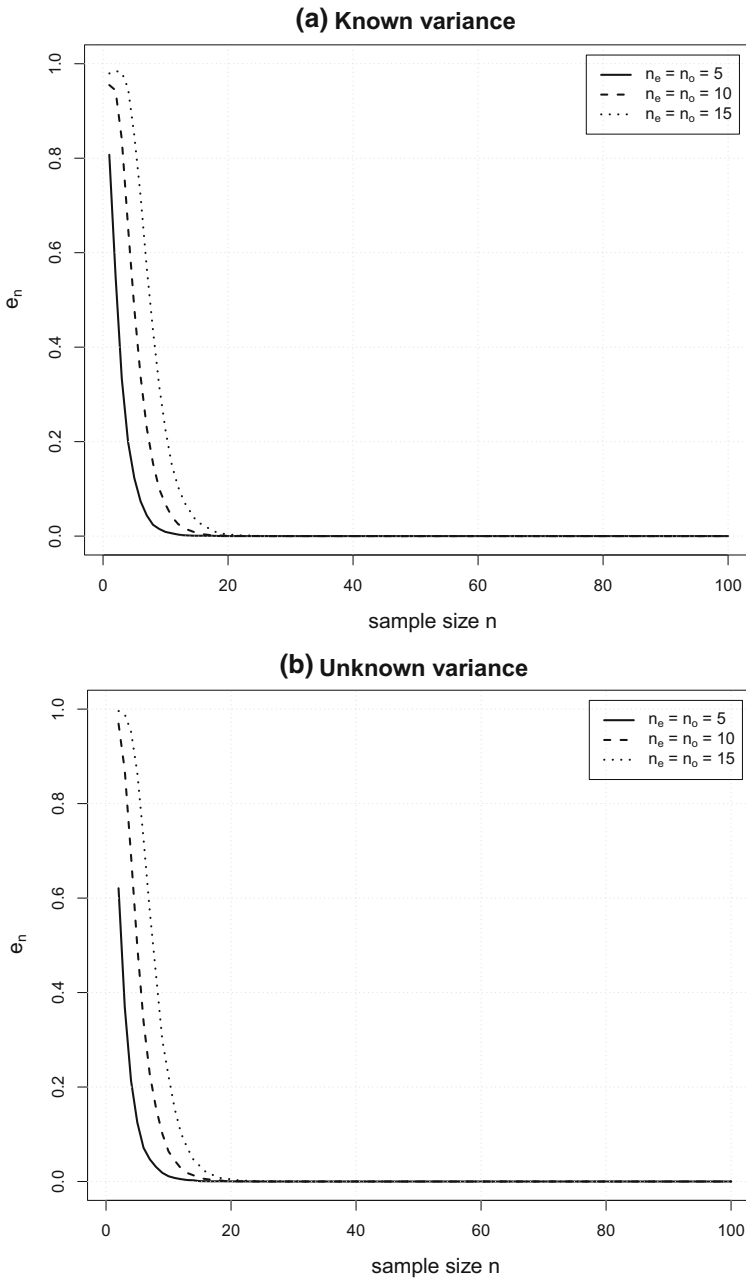 (a) Known variance
1.0
0.8
0.6
0.4
0.2
0.0
eₙ
nₑ = nₒ = 5
nₑ = nₒ = 10
nₑ = nₒ = 15
0 20 40 60 80 100
sample size n
(b) Unknown variance
1.0
0.8
0.6
0.4
0.2
0.0
eₙ
nₑ = nₒ = 5
nₑ = nₒ = 10
nₑ = nₒ = 15
0 20 40 60 80 100
sample size n